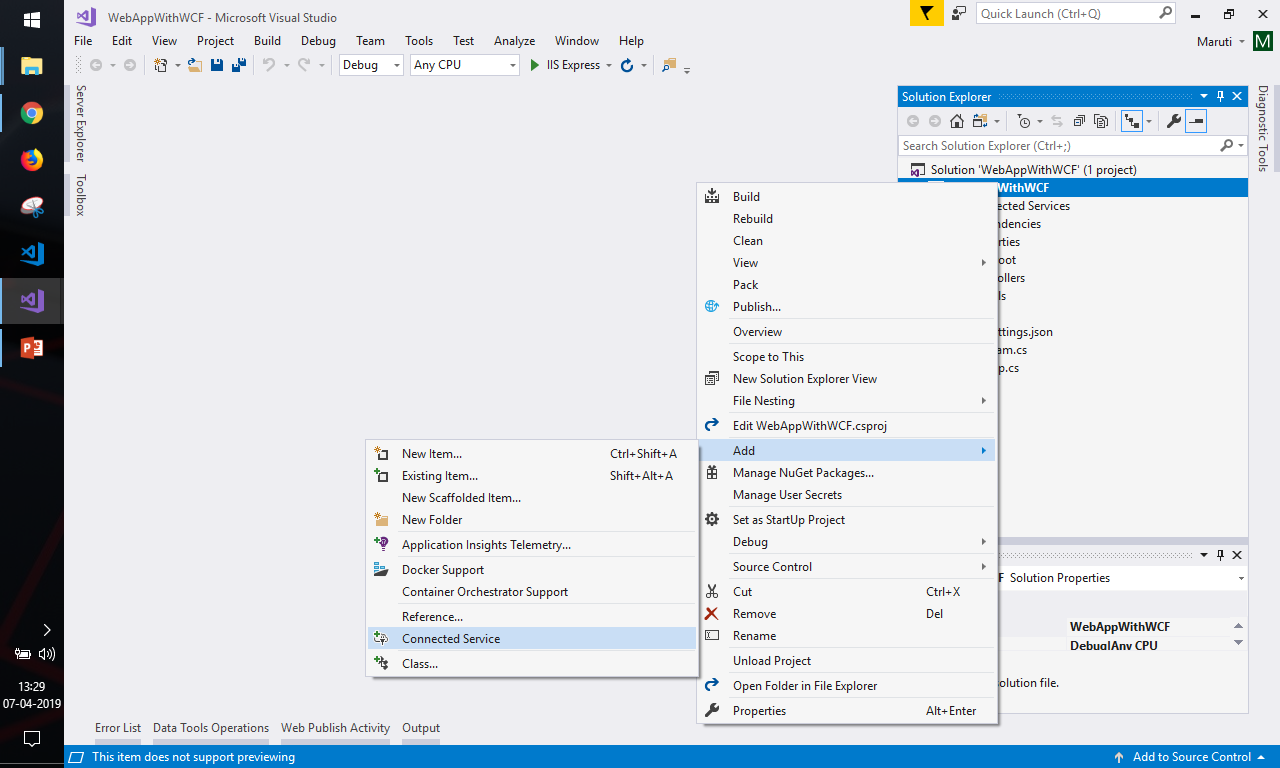 WebAppWithWCF - Microsoft Visual Studio
Quick Launch (Ctrl+Q)
File Edit View Project Build Debug Team Tools Test Analyze Window Help
Maruti M
Debug Any CPU IIS Express
Server Explorer
Toolbox
Solution Explorer
Search Solution Explorer (Ctrl+;)
Solution 'WebAppWithWCF' (1 project)
WithWCF
ected Services
ndencies
rties
oot
ollers
ls
ttings.json
am.cs
p.cs
Diagnostic Tools
Build
Rebuild
Clean
View
Pack
Publish...
Overview
Scope to This
New Solution Explorer View
File Nesting
Edit WebAppWithWCF.csproj
Add
Manage NuGet Packages...
Manage User Secrets
Set as StartUp Project
Debug
Source Control
Cut Ctrl+X
Remove Del
Rename
Unload Project
Open Folder in File Explorer
Properties Alt+Enter
New Item... Ctrl+Shift+A
Existing Item... Shift+Alt+A
New Scaffolded Item...
New Folder
Application Insights Telemetry...
Docker Support
Container Orchestrator Support
Reference...
Connected Service
Class...
F Solution Properties
WebAppWithWCF
Debug|Any CPU
olution file.
Error List Data Tools Operations Web Publish Activity Output
This item does not support previewing
Add to Source Control
13:29
07-04-2019